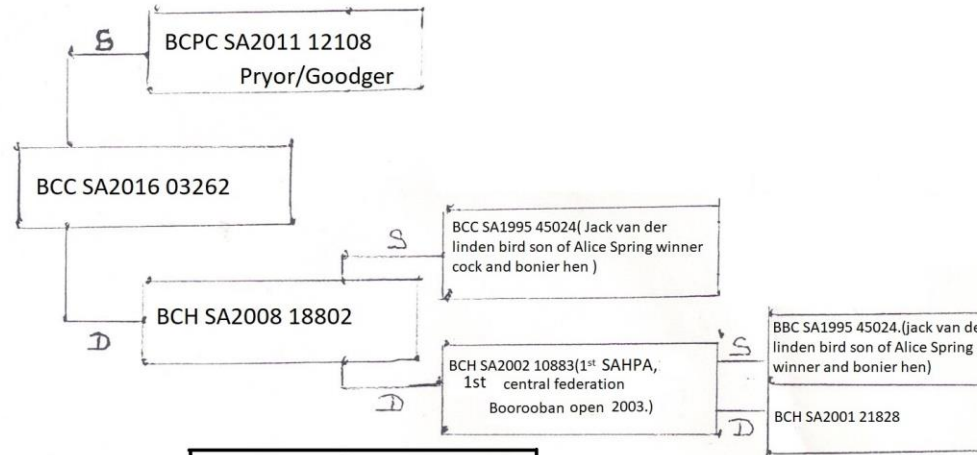 S
BCPC SA2011 12108
Pryor/Goodger
BCC SA2016 03262
D
BCH SA2008 18802
S
BCC SA1995 45024( Jack van der
linden bird son of Alice Spring winner
cock and bonier hen )
D
BCH SA2002 10883(1st SAHPA,
1st central federation
Boorooban open 2003.)
S
BBC SA1995 45024.(jack van de
linden bird son of Alice Spring
winner and bonier hen)
D
BCH SA2001 21828